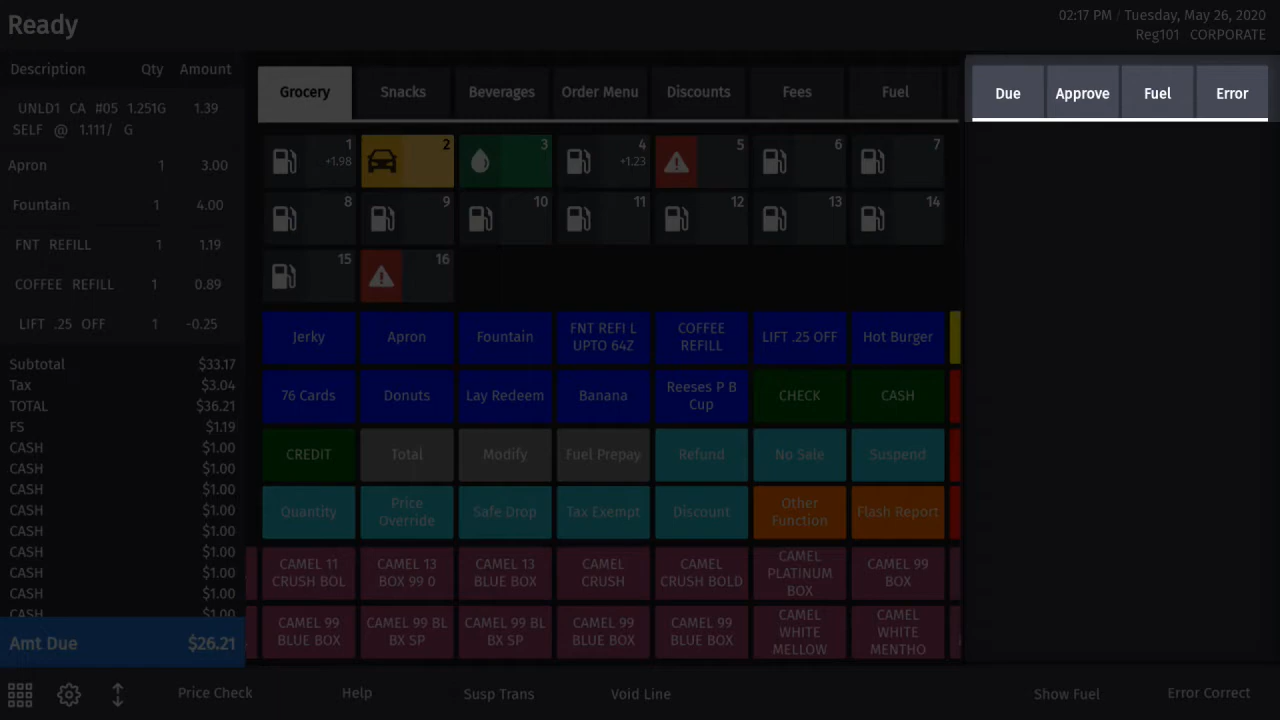 Ready
02:17 PM / Tuesday, May 26, 2020
Reg101 CORPORATE
Description Qty Amount
UNLD1 CA #05 1.251G 1.39
SELF @ 1.111/ G
Apron 1 3.00
Fountain 1 4.00
FNT REFILL 1 1.19
COFFEE REFILL 1 0.89
LIFT .25 OFF 1 -0.25
Subtotal $33.17
Tax $3.04
TOTAL $36.21
FS $1.19
CASH $1.00
CASH $1.00
CASH $1.00
CASH $1.00
CASH $1.00
CASH $1.00
CASH $1.00
CASH $1.00
CASH $1.00
Amt Due $26.21
Grocery Snacks Beverages Order Menu Discounts Fees Fuel
1 2 3 4 5 6 7
+1.98 +1.23
8 9 10 11 12 13 14
15 16
Jerky
Apron
Fountain
FNT REFI L
UPTO 64Z
COFFEE
REFILL
LIFT .25 OFF
Hot Burger
76 Cards
Donuts
Lay Redeem
Banana
Reeses P B
Cup
CHECK
CASH
CREDIT
Total
Modify
Fuel Prepay
Refund
No Sale
Suspend
Quantity
Price
Override
Safe Drop
Tax Exempt
Discount
Other
Function
Flash Report
CAMEL 11
CRUSH BOL
CAMEL 13
BOX 99 0
CAMEL 13
BLUE BOX
CAMEL
CRUSH
CAMEL
CRUSH BOLD
CAMEL
PLATINUM
BOX
CAMEL 99
BOX
CAMEL 99
BLUE BOX
CAMEL 99 BL
BX SP
CAMEL 99 BL
BX SP
CAMEL 99
BLUE BOX
CAMEL 99
BLUE BOX
CAMEL
WHITE
MELLOW
CAMEL
WHITE
MENTHO
Due Approve Fuel Error
Price Check Help Susp Trans Void Line Show Fuel Error Correct